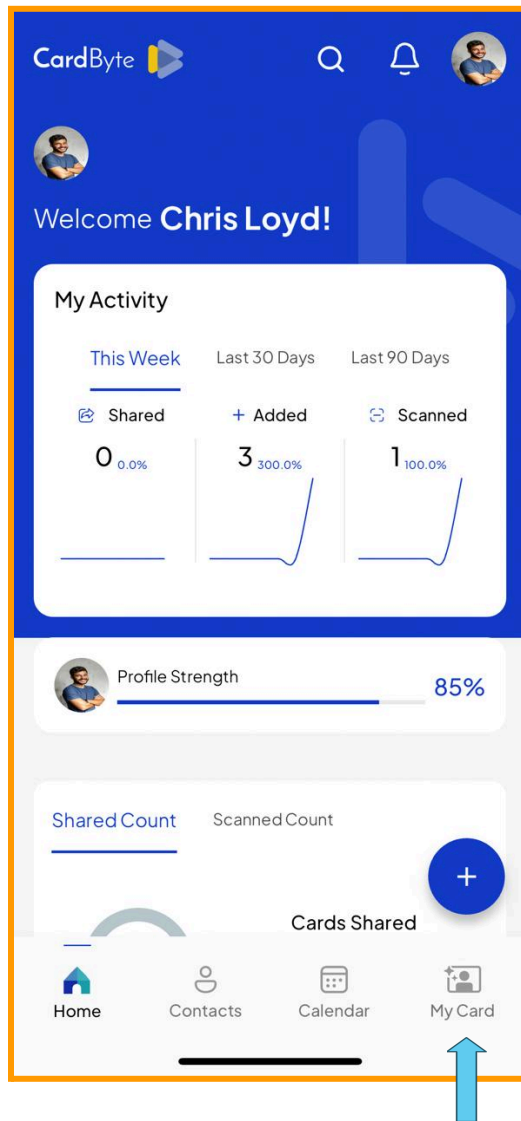 CardByte
Welcome Chris Loyd!
My Activity
This Week Last 30 Days Last 90 Days
Shared + Added Scanned
0 0.0% 3 300.0% 1 100.0%
Profile Strength
85%
Shared Count Scanned Count
+
Cards Shared
Home Contacts Calendar My Card